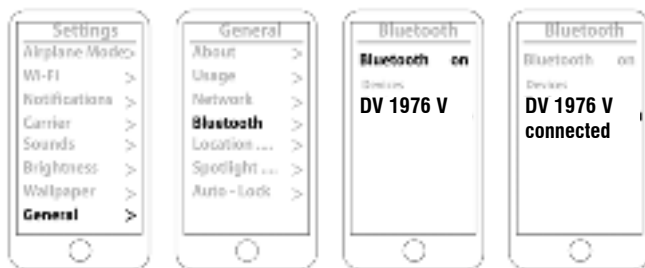 Settings
Airplane Mode>
Wi-Fi >
Notifications >
Carrier >
Sounds >
Brightness >
Wallpaper >
General >
General
About >
Usage >
Network >
Bluetooth >
Location .... >
Spotlight .... >
Auto - Lock >
Bluetooth
Bluetooth on
Devices
DV 1976 V
Bluetooth
Bluetooth on
Devices
DV 1976 V
connected